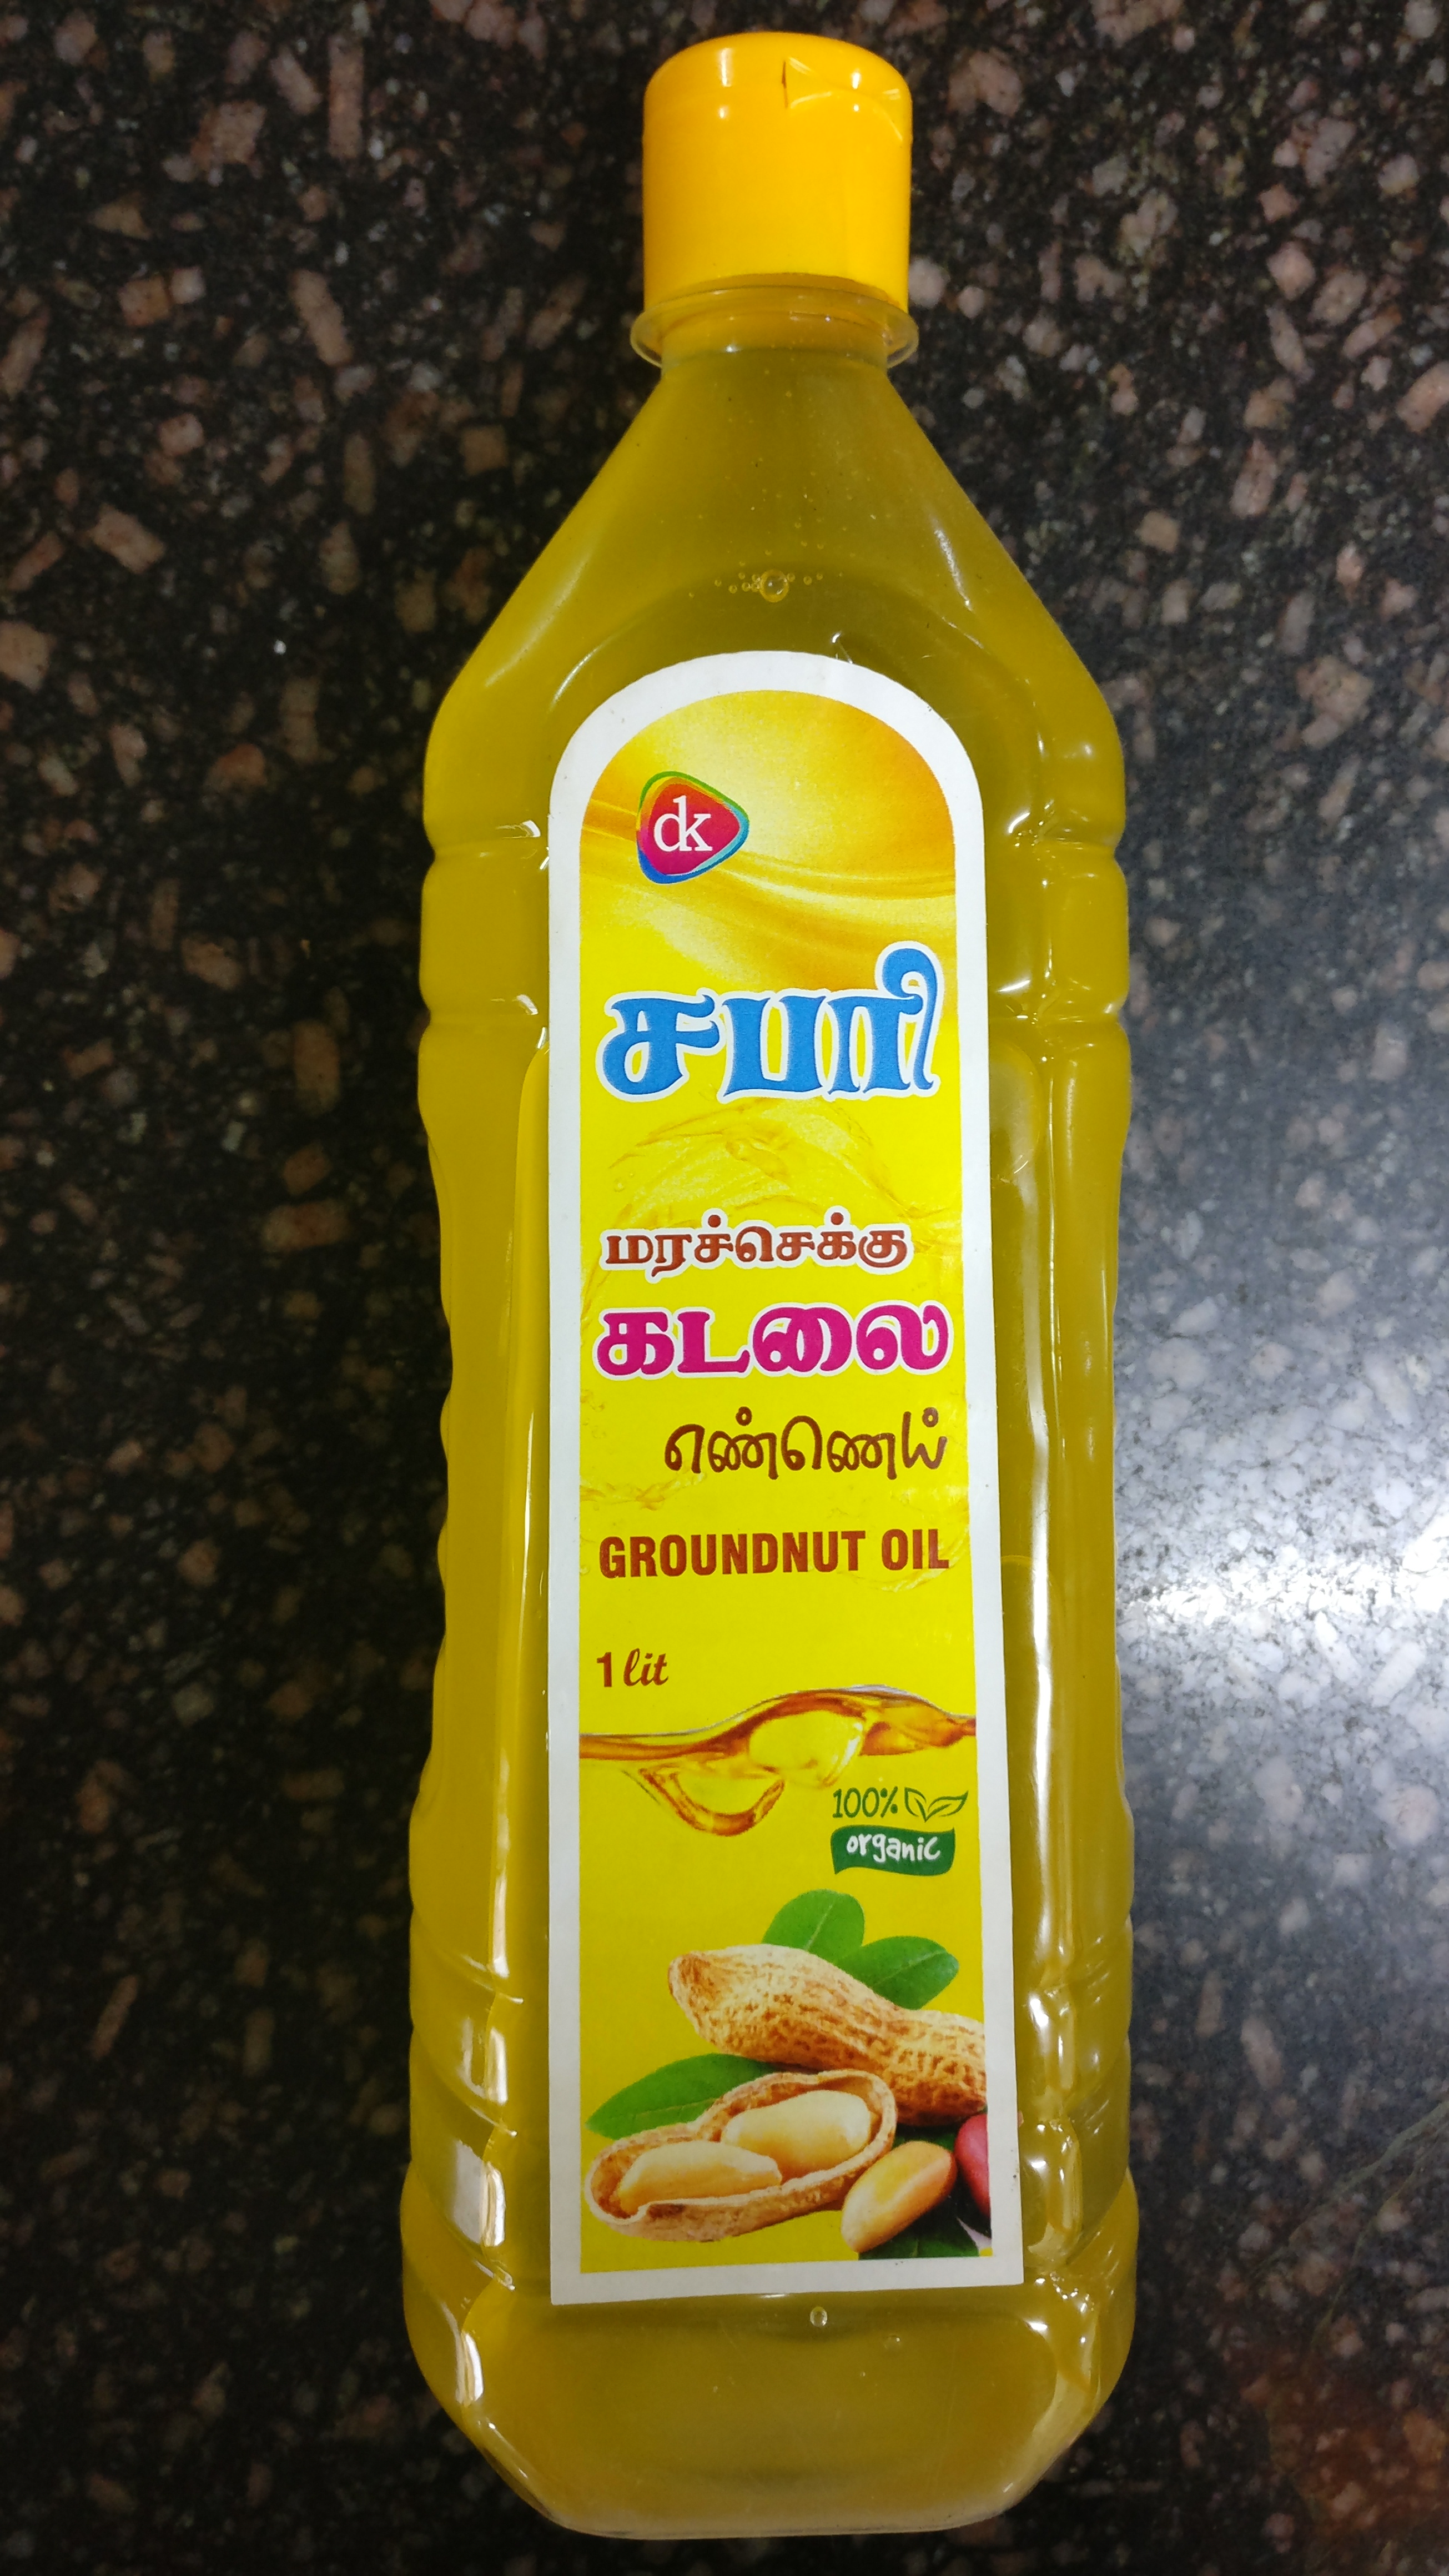 dk
சபரி
மரச்செக்கு
கடலை
எண்ணெய்
GROUNDNUT OIL
1 lit
100%
organic